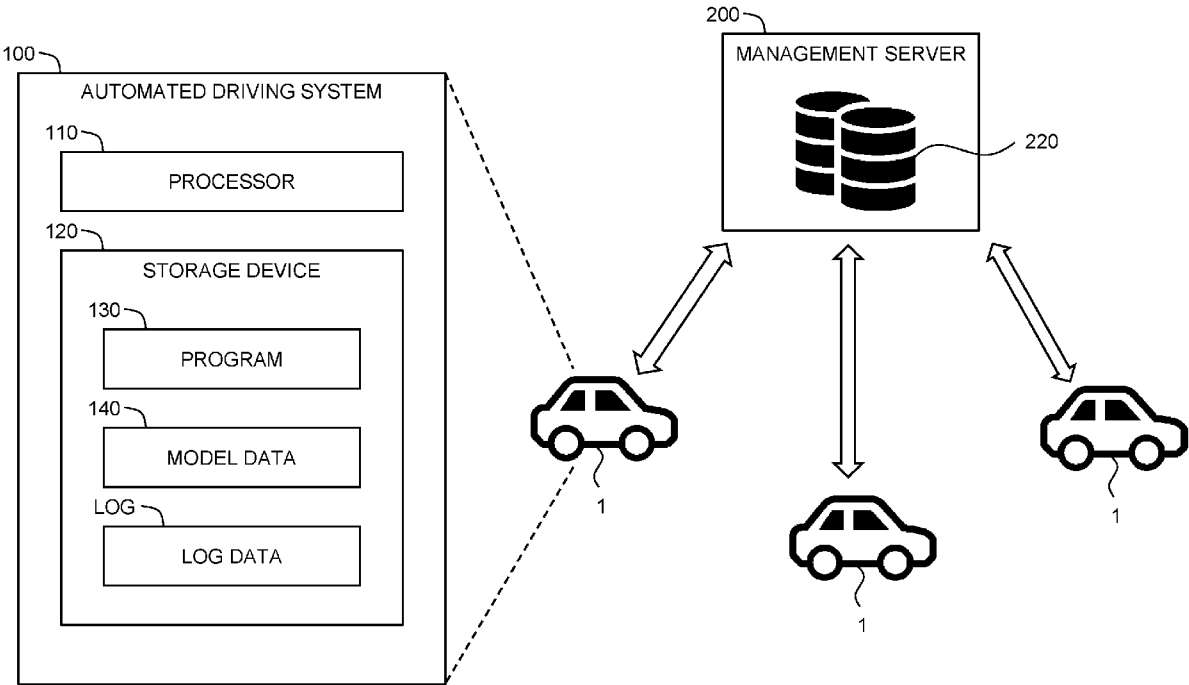 100
AUTOMATED DRIVING SYSTEM
110
PROCESSOR
120
STORAGE DEVICE
130
PROGRAM
140
MODEL DATA
LOG
LOG DATA
200
MANAGEMENT SERVER
220
1
1
1